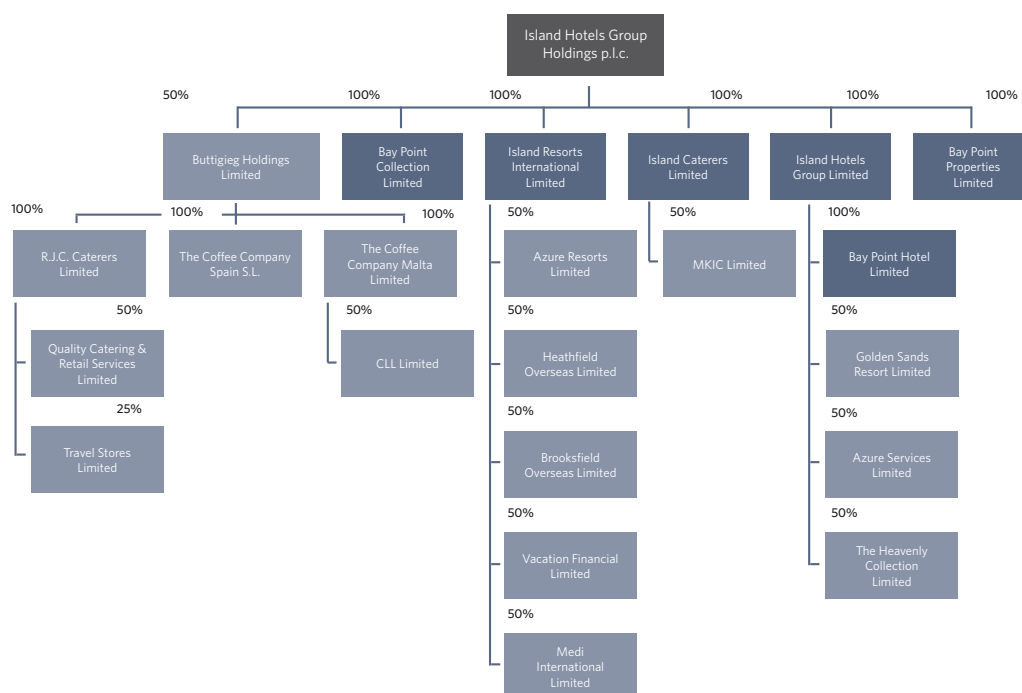 Island Hotels Group
Holdings p.l.c.
50%
100%
100%
100%
100%
100%
Buttigieg Holdings
Limited
Bay Point
Collection
Limited
Island Resorts
International
Limited
Island Caterers
Limited
Island Hotels
Group Limited
Bay Point
Properties
Limited
100%
100%
100%
50%
50%
100%
R.J.C. Caterers
Limited
The Coffee Company
Spain S.L.
The Coffee
Company Malta
Limited
Azure Resorts
Limited
MKIC Limited
Bay Point Hotel
Limited
50%
50%
50%
50%
Quality Catering &
Retail Services
Limited
CLL Limited
Heathfield
Overseas Limited
Golden Sands
Resort Limited
25%
50%
50%
Travel Stores
Limited
Brooksfield
Overseas Limited
Azure Services
Limited
50%
50%
Vacation Financial
Limited
The Heavenly
Collection
Limited
50%
Medi
International
Limited